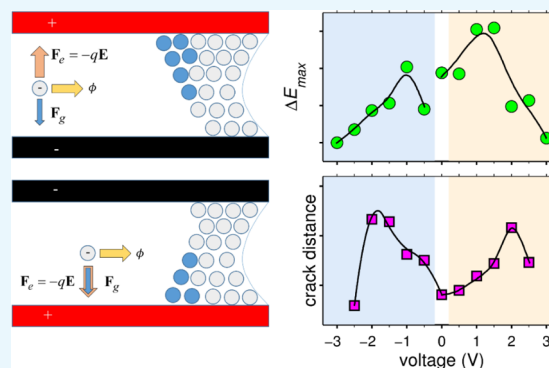 +
F_e = −qE
-
ϕ
F_g
-
-
-
ϕ
F_e = −qE
F_g
+
ΔE_max
crack distance
−3 −2 −1 0 1 2 3
voltage (V)